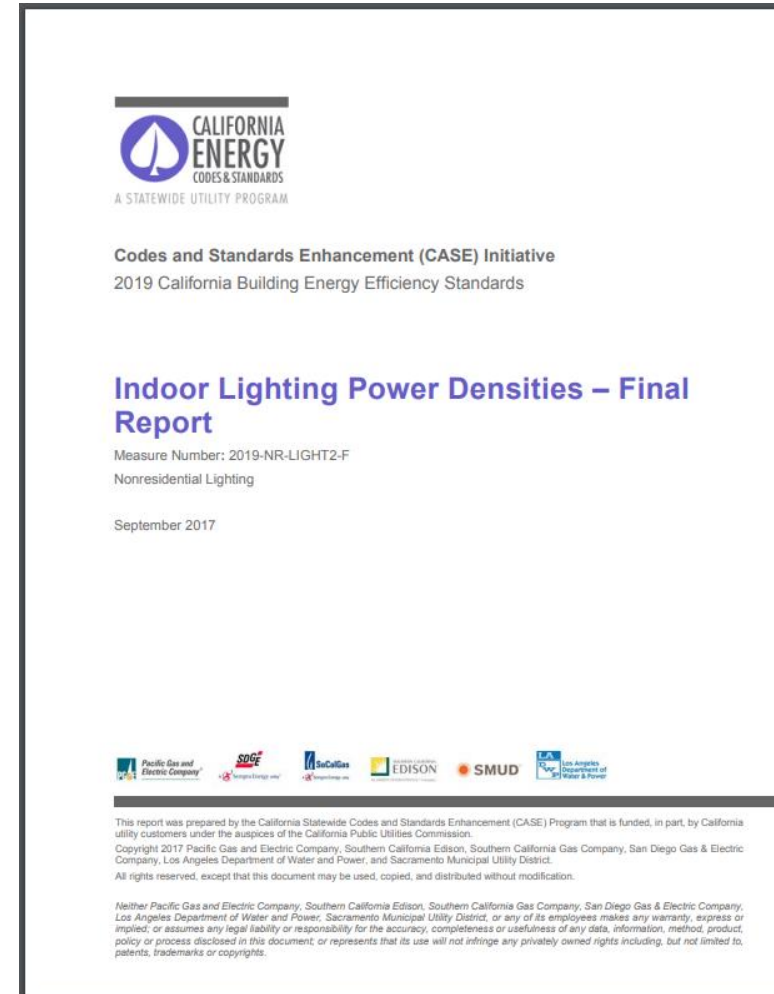 CALIFORNIA
ENERGY
CODES & STANDARDS
A STATEWIDE UTILITY PROGRAM
Codes and Standards Enhancement (CASE) Initiative
2019 California Building Energy Efficiency Standards
Indoor Lighting Power Densities – Final
Report
Measure Number: 2019-NR-LIGHT2-F
Nonresidential Lighting
September 2017
Pacific Gas and
Electric Company
PG&E
SDGE
A Sempra Energy utility
SoCalGas
A Sempra Energy utility
SOUTHERN CALIFORNIA
EDISON
SMUD
LA
DWP
Los Angeles
Department of
Water & Power
This report was prepared by the California Statewide Codes and Standards Enhancement (CASE) Program that is funded, in part, by California
utility customers under the auspices of the California Public Utilities Commission.
Copyright 2017 Pacific Gas and Electric Company, Southern California Edison, Southern California Gas Company, San Diego Gas & Electric
Company, Los Angeles Department of Water and Power, and Sacramento Municipal Utility District.
All rights reserved, except that this document may be used, copied, and distributed without modification.
Neither Pacific Gas and Electric Company, Southern California Edison, Southern California Gas Company, San Diego Gas & Electric Company,
Los Angeles Department of Water and Power, Sacramento Municipal Utility District, or any of its employees makes any warranty, express or
implied; or assumes any legal liability or responsibility for the accuracy, completeness or usefulness of any data, information, method, product,
policy or process disclosed in this document; or represents that its use will not infringe any privately owned rights including, but not limited to,
patents, trademarks or copyrights.